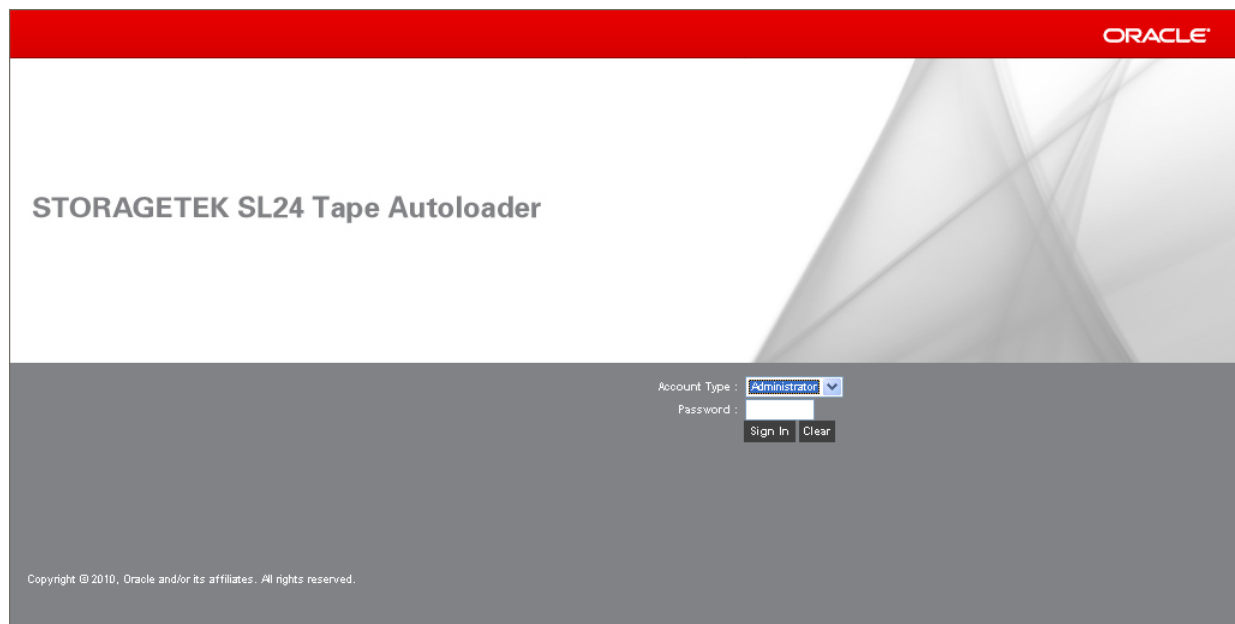 ORACLE
STORAGETEK SL24 Tape Autoloader
Account Type : Administrator
Password :
Sign In Clear
Copyright © 2010, Oracle and/or its affiliates. All rights reserved.